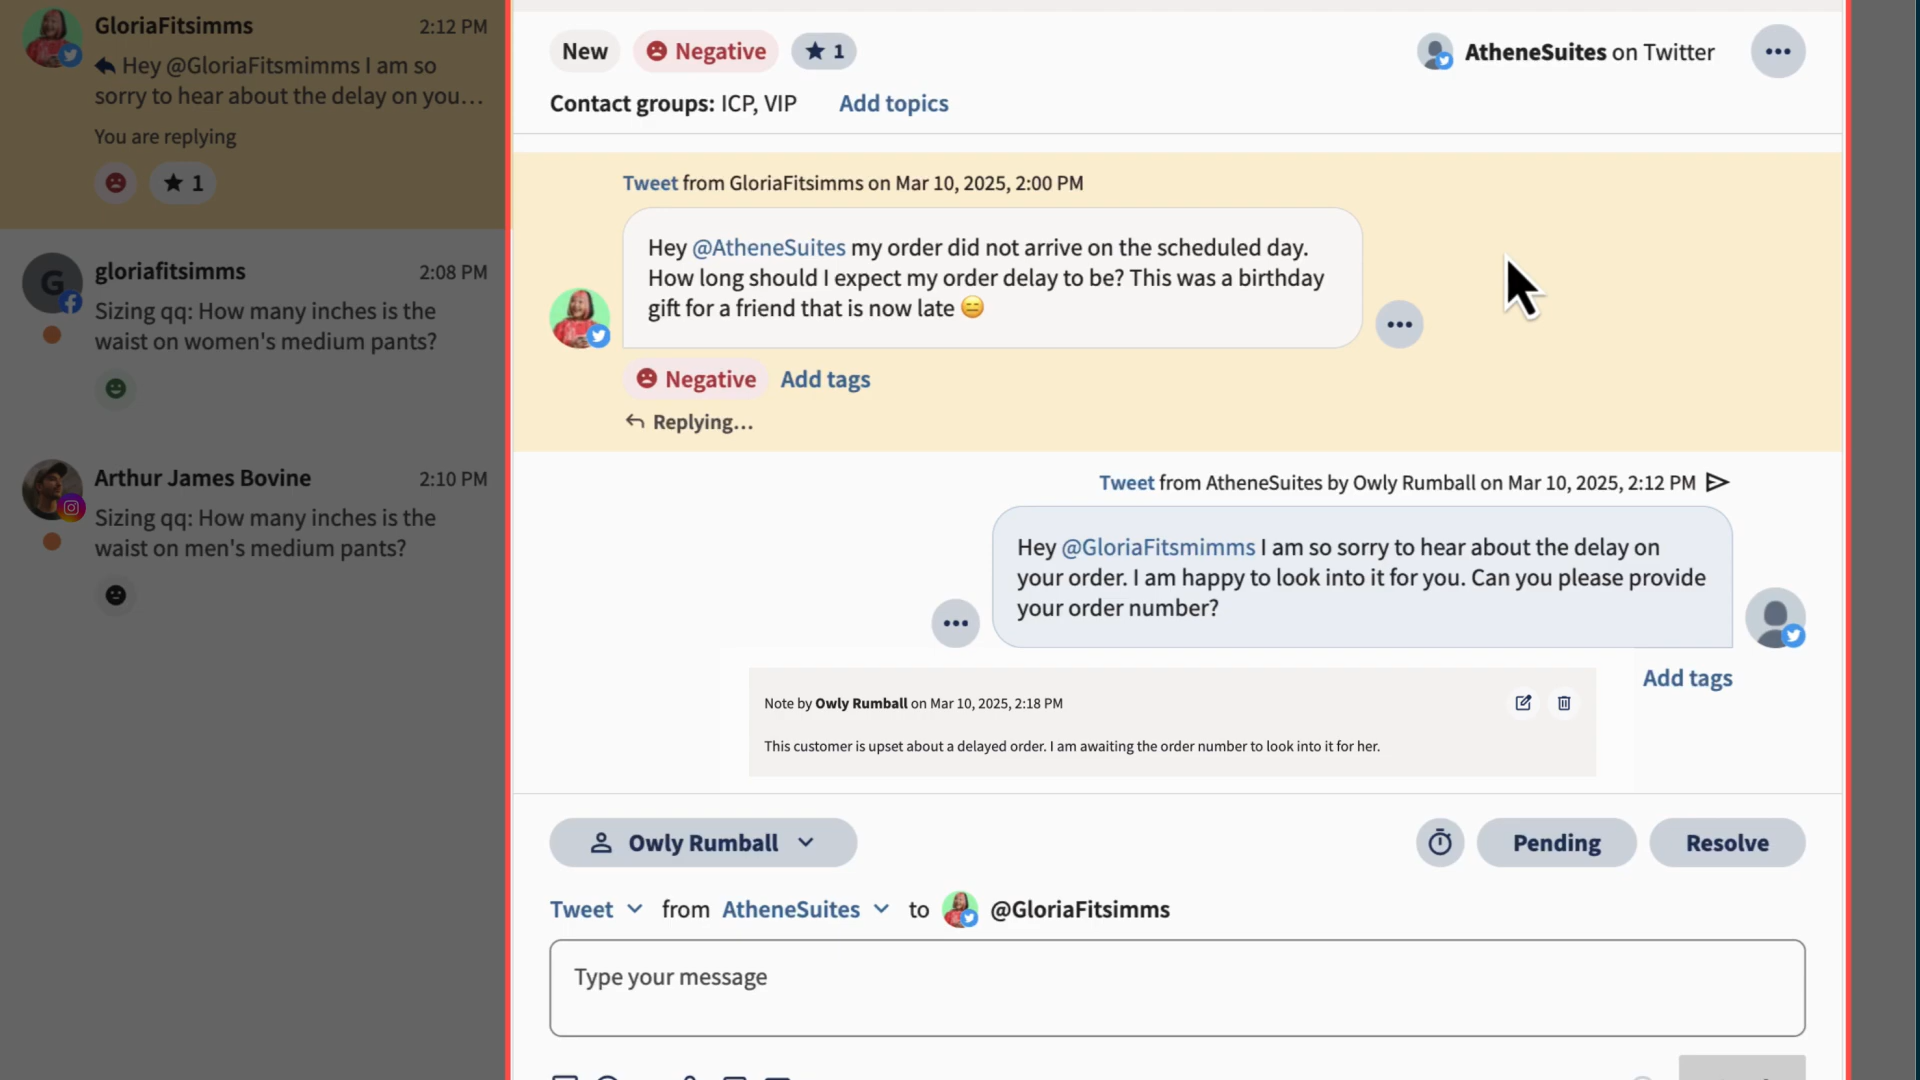 GloriaFitsimms 2:12 PM
Hey @GloriaFitsmimms I am so
sorry to hear about the delay on you…
You are replying
1
G
gloriafitsimms 2:08 PM
Sizing qq: How many inches is the
waist on women's medium pants?
Arthur James Bovine 2:10 PM
Sizing qq: How many inches is the
waist on men's medium pants?
New Negative 1
AtheneSuites on Twitter
Contact groups: ICP, VIP Add topics
Tweet from GloriaFitsimms on Mar 10, 2025, 2:00 PM
Hey @AtheneSuites my order did not arrive on the scheduled day.
How long should I expect my order delay to be? This was a birthday
gift for a friend that is now late 😑
Negative Add tags
Replying…
Tweet from AtheneSuites by Owly Rumball on Mar 10, 2025, 2:12 PM
Hey @GloriaFitsmimms I am so sorry to hear about the delay on
your order. I am happy to look into it for you. Can you please provide
your order number?
Add tags
Note by Owly Rumball on Mar 10, 2025, 2:18 PM
This customer is upset about a delayed order. I am awaiting the order number to look into it for her.
Owly Rumball
Pending
Resolve
Tweet from AtheneSuites to @GloriaFitsimms
Type your message